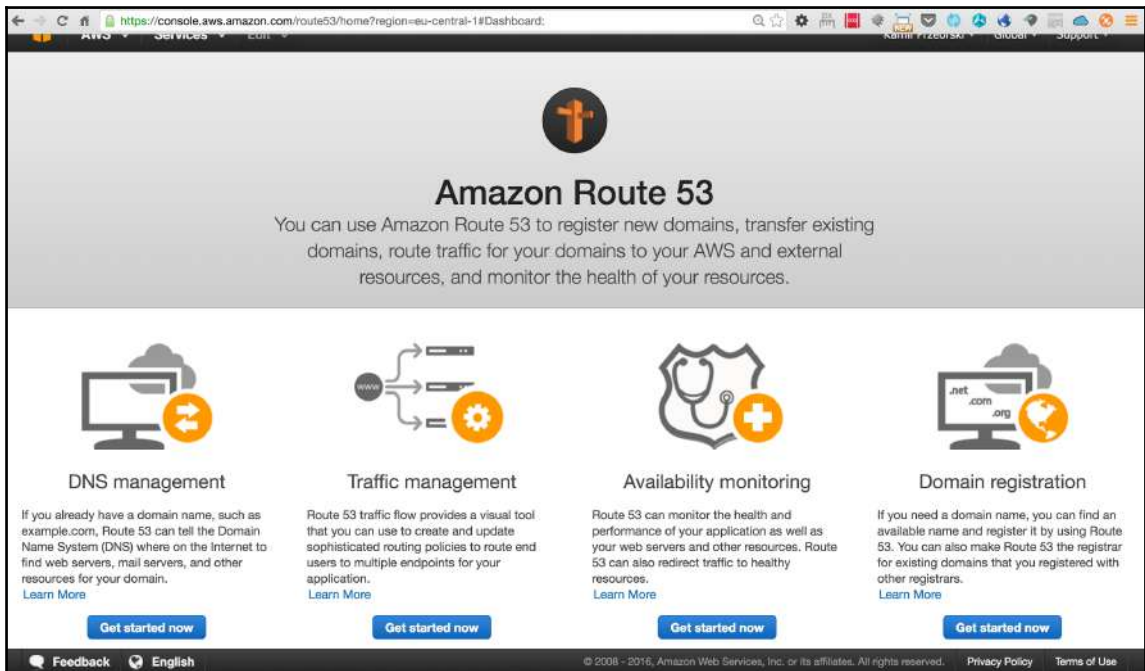 https://console.aws.amazon.com/route53/home?region=eu-central-1#Dashboard:
AWS Services Edit Global Support
Amazon Route 53
You can use Amazon Route 53 to register new domains, transfer existing
domains, route traffic for your domains to your AWS and external
resources, and monitor the health of your resources.
www
.net
.com
.org
DNS management
If you already have a domain name, such as
example.com, Route 53 can tell the Domain
Name System (DNS) where on the Internet to
find web servers, mail servers, and other
resources for your domain.
Learn More
Get started now
Traffic management
Route 53 traffic flow provides a visual tool
that you can use to create and update
sophisticated routing policies to route end
users to multiple endpoints for your
application.
Learn More
Get started now
Availability monitoring
Route 53 can monitor the health and
performance of your application as well as
your web servers and other resources. Route
53 can also redirect traffic to healthy
resources.
Learn More
Get started now
Domain registration
If you need a domain name, you can find an
available name and register it by using Route
53. You can also make Route 53 the registrar
for existing domains that you registered with
other registrars.
Learn More
Get started now
Feedback English © 2008 - 2016, Amazon Web Services, Inc. or its affiliates. All rights reserved. Privacy Policy Terms of Use